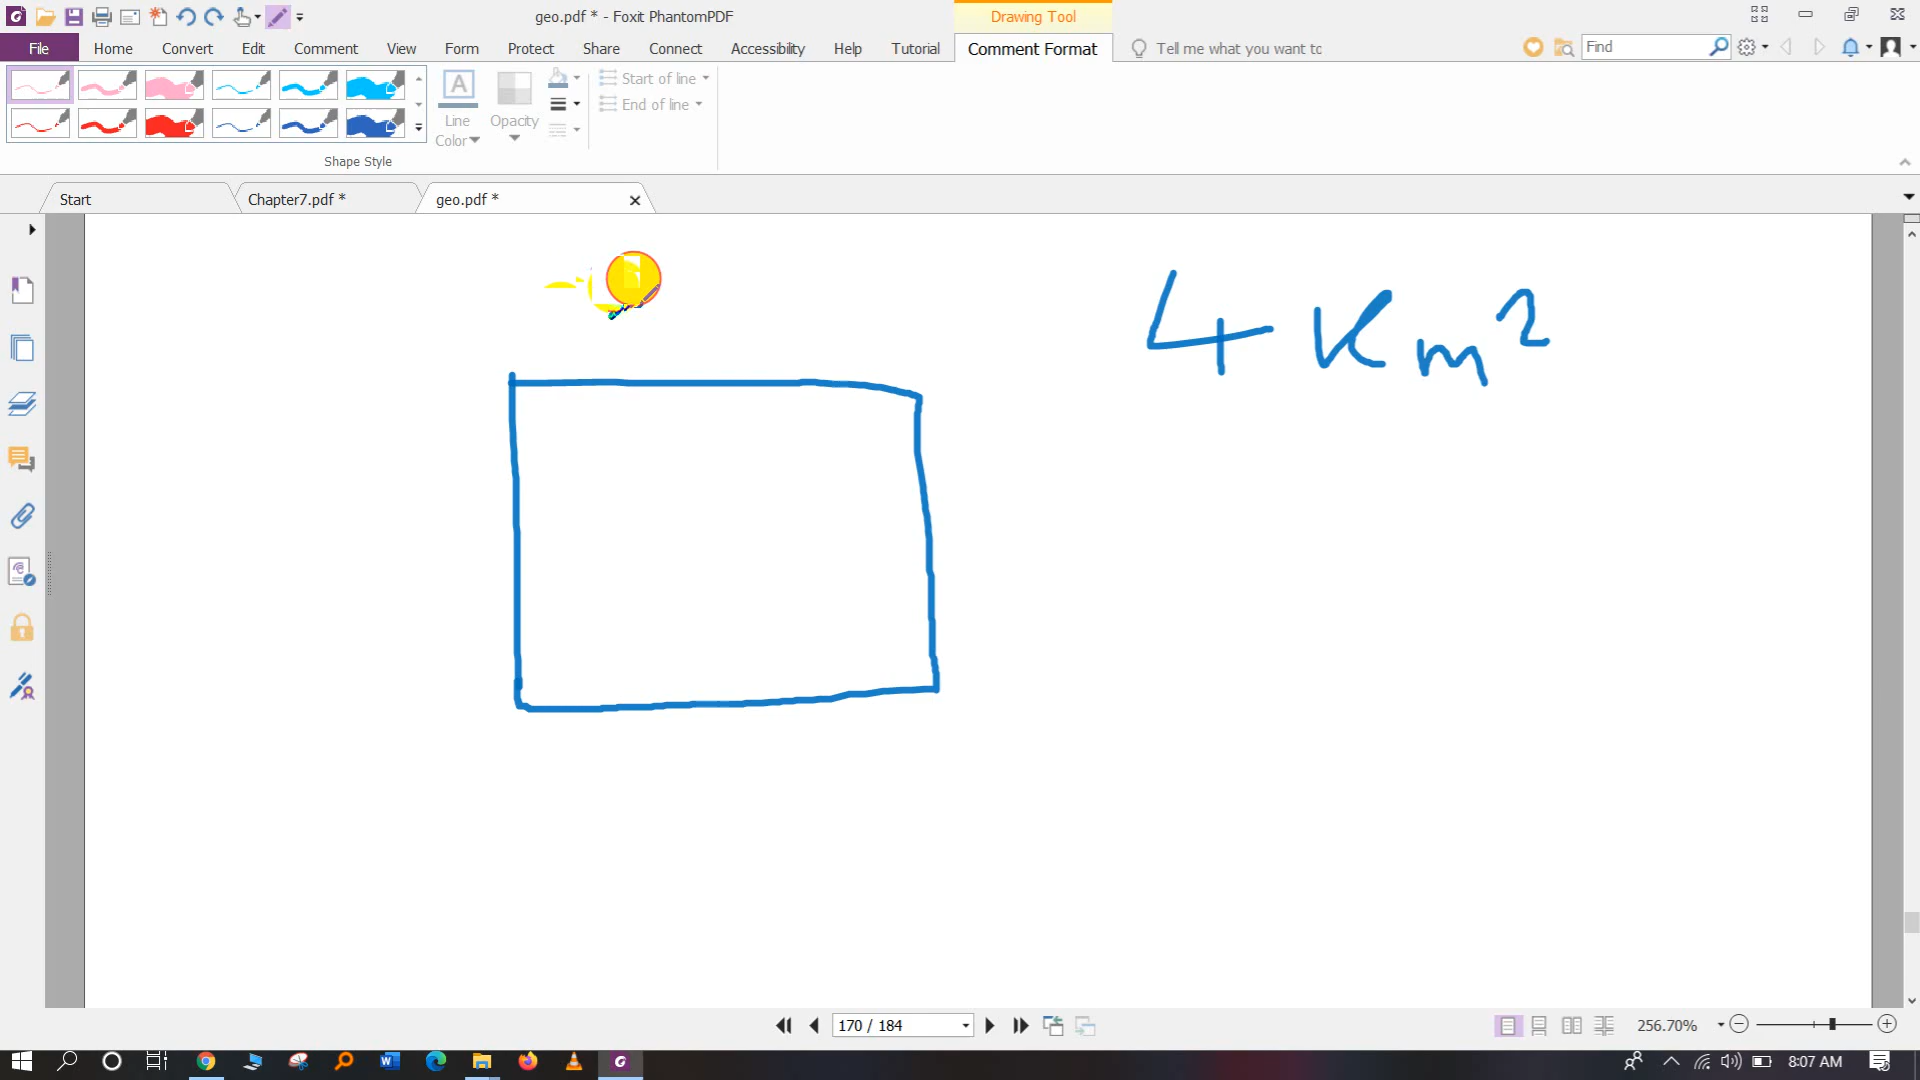 geo.pdf * - Foxit PhantomPDF
Drawing Tool
File Home Convert Edit Comment View Form Protect Share Connect Accessibility Help Tutorial Comment Format Tell me what you want to Find
Start of line
End of line
Line Color
Opacity
Shape Style
Start Chapter7.pdf * geo.pdf *
4 Km²
170 / 184
256.70%
8:07 AM